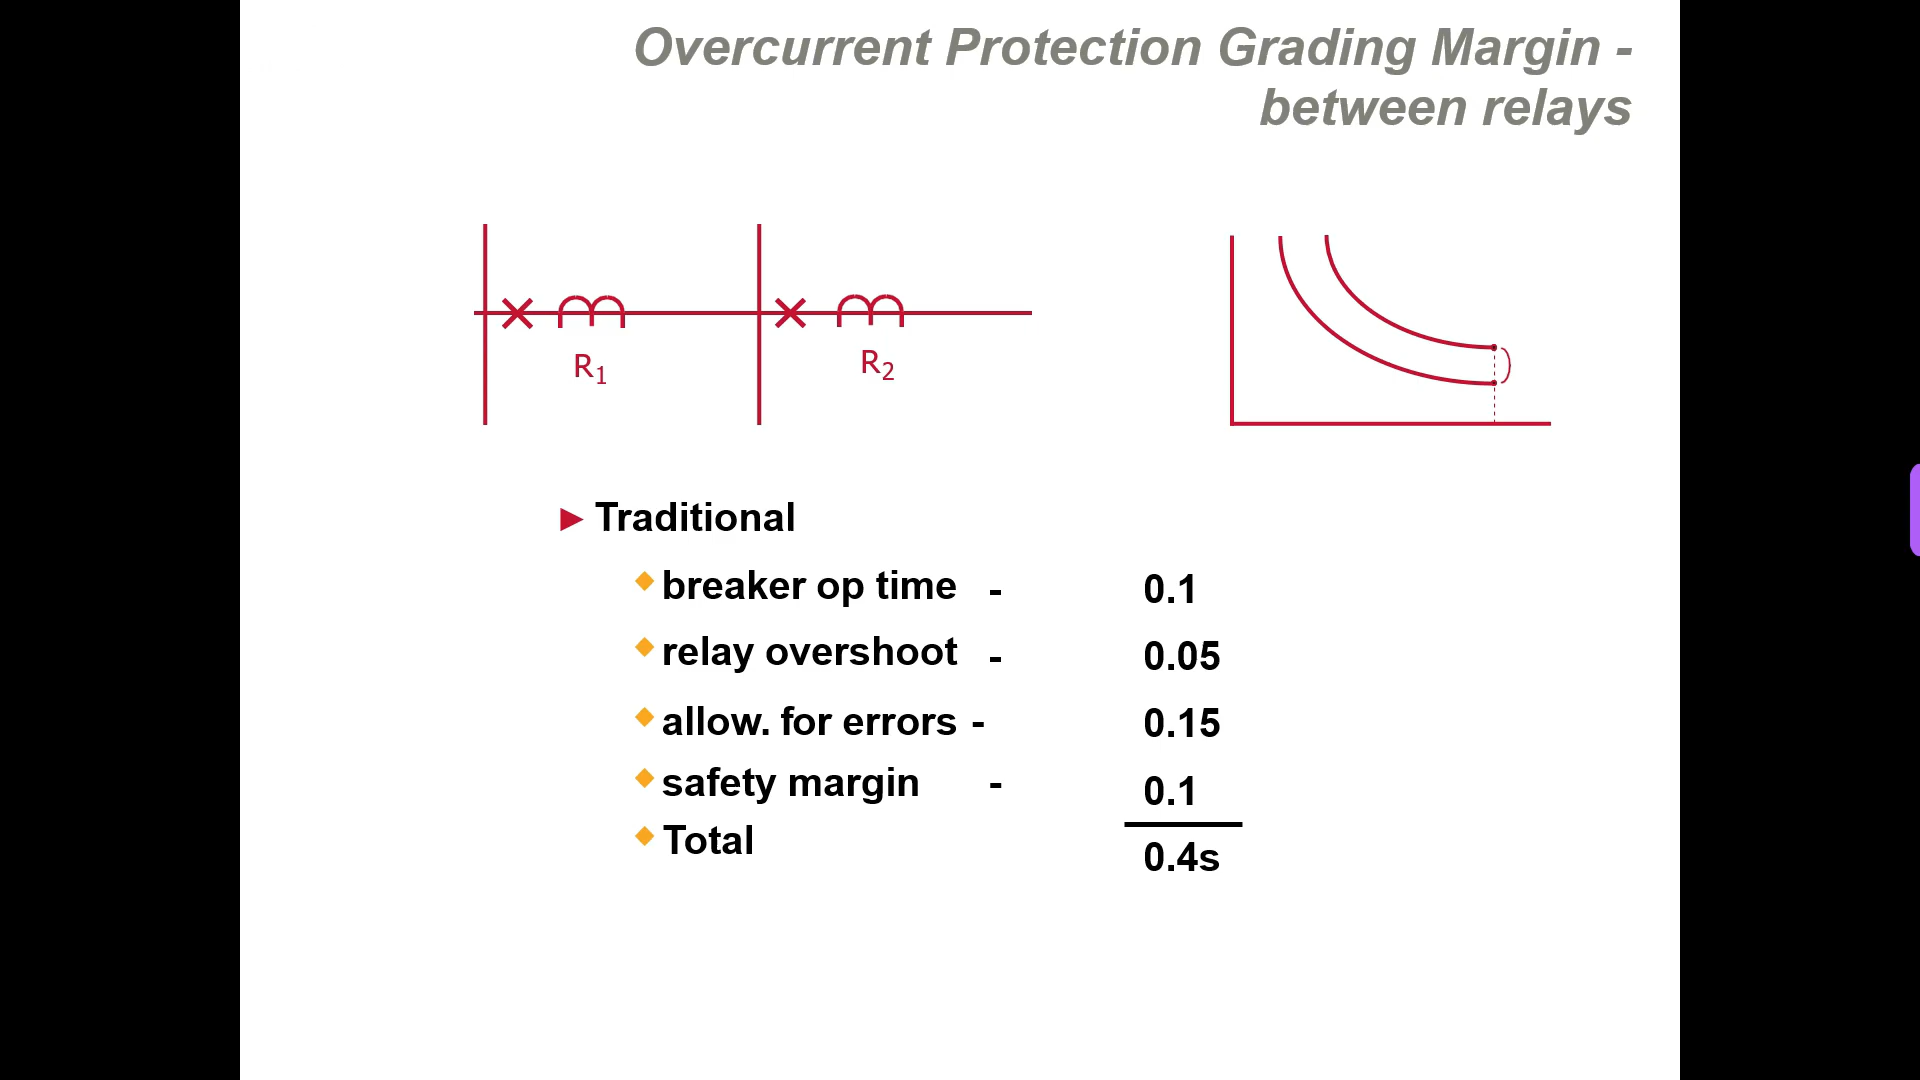 Overcurrent Protection Grading Margin -
between relays
R1
R2
► Traditional
breaker op time - 0.1
relay overshoot - 0.05
allow. for errors - 0.15
safety margin - 0.1
Total 0.4s